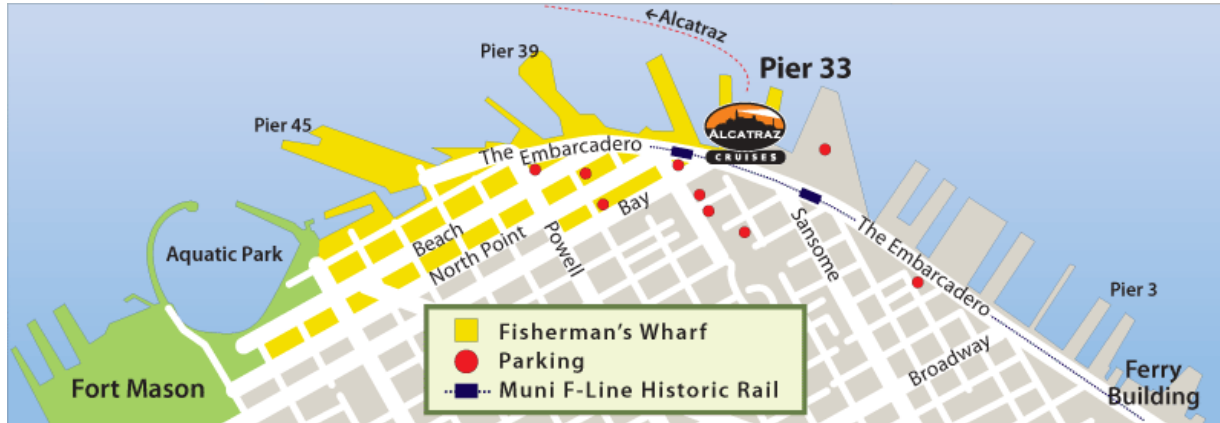 ←Alcatraz
Pier 39
Pier 33
Pier 45
ALCATRAZ
CRUISES
The Embarcadero
Aquatic Park
Beach
North Point
Bay
Powell
Sansome
The Embarcadero
Pier 3
Broadway
Fort Mason
Ferry
Building
Fisherman's Wharf
Parking
Muni F-Line Historic Rail